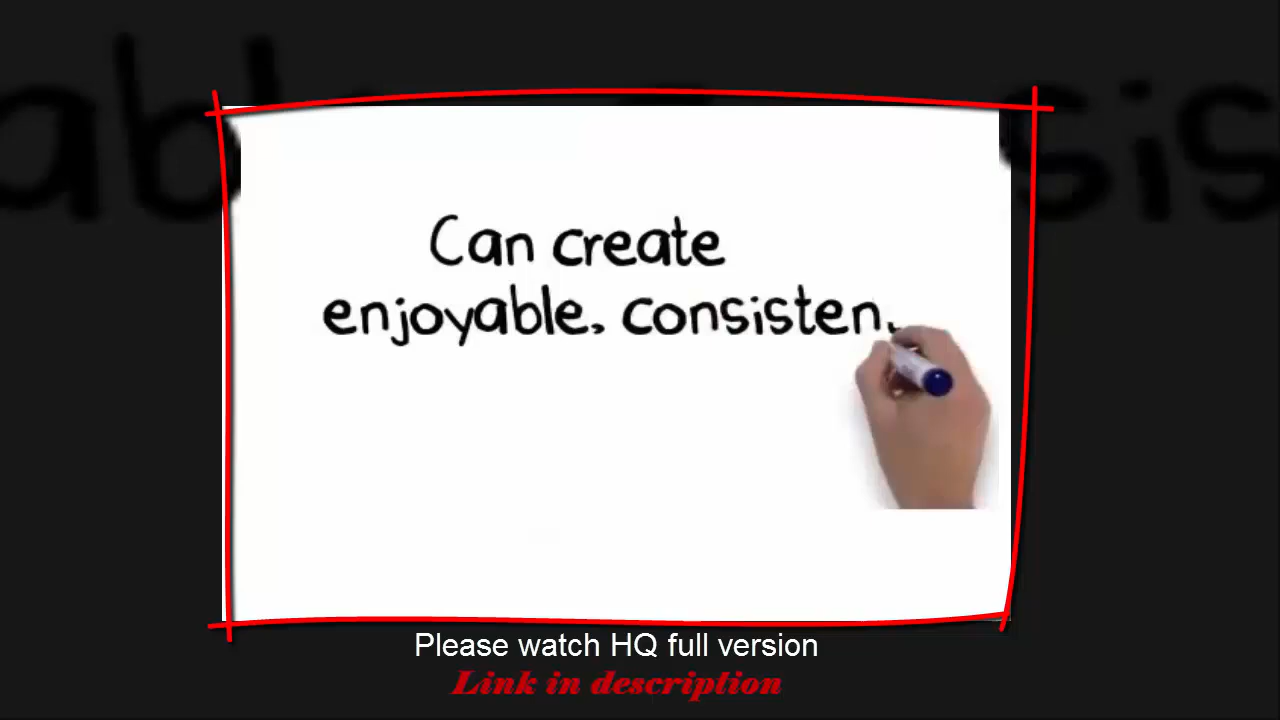 Can create
enjoyable, consisten
Please watch HQ full version
Link in description